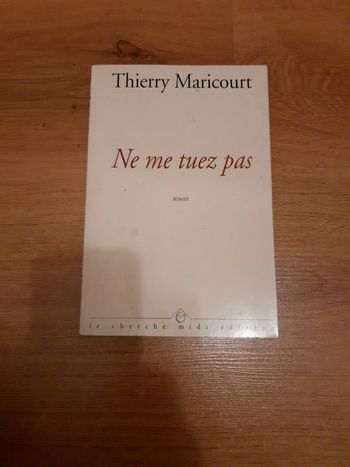 Thierry Maricourt
Ne me tuez pas
ROMAN
le cherche midi éditeur